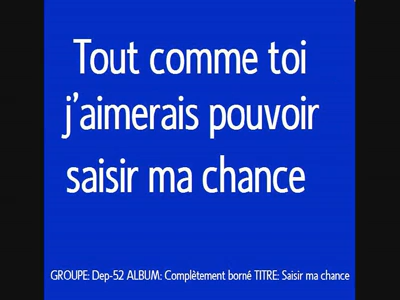 Tout comme toi
j'aimerais pouvoir
saisir ma chance
GROUPE: Dep-52 ALBUM: Complètement borné TITRE: Saisir ma chance